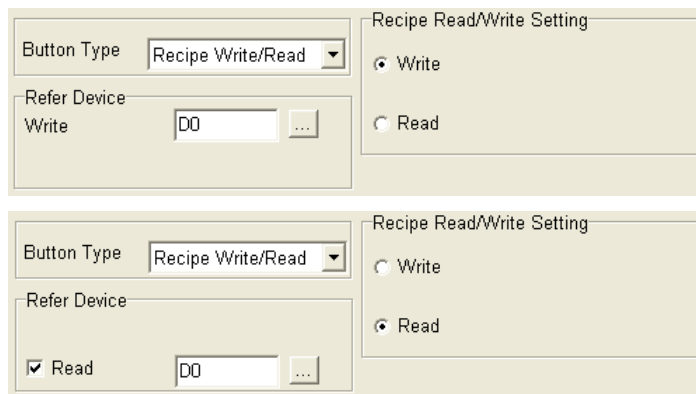 Recipe Read/Write Setting
Button Type Recipe Write/Read Write
Refer Device
Write D0 ... Read
Recipe Read/Write Setting
Button Type Recipe Write/Read Write
Refer Device
Read
Read D0 ...